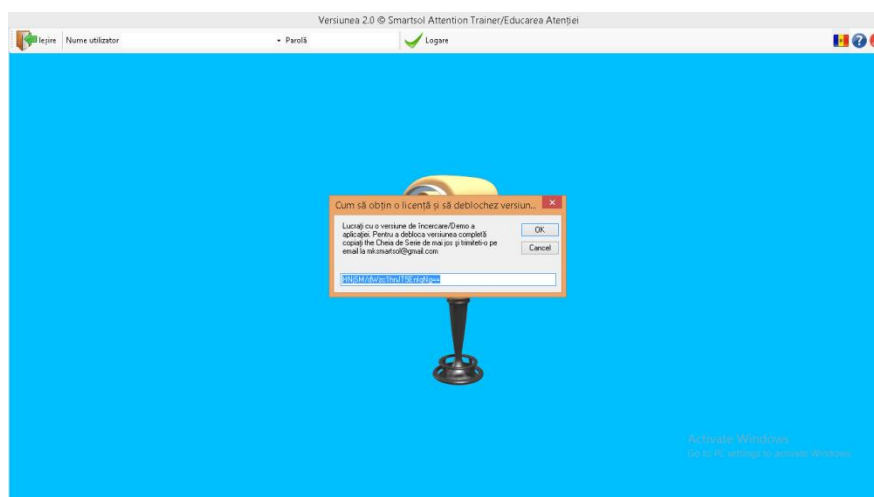 Versiunea 2.0 © Smartsol Attention Trainer/Educarea Atenției
Ieșire Nume utilizator Parolă Logare
Cum să obțin o licență și să deblochez versiun...
Lucrați cu o versiune de încercare/Demo a
aplicației. Pentru a debloca versiunea completă
copiați the Cheia de Serie de mai jos și trimiteți-o pe
email la mksmartsol@gmail.com
OK
Cancel
Activate Windows
Go to PC settings to activate Windows.